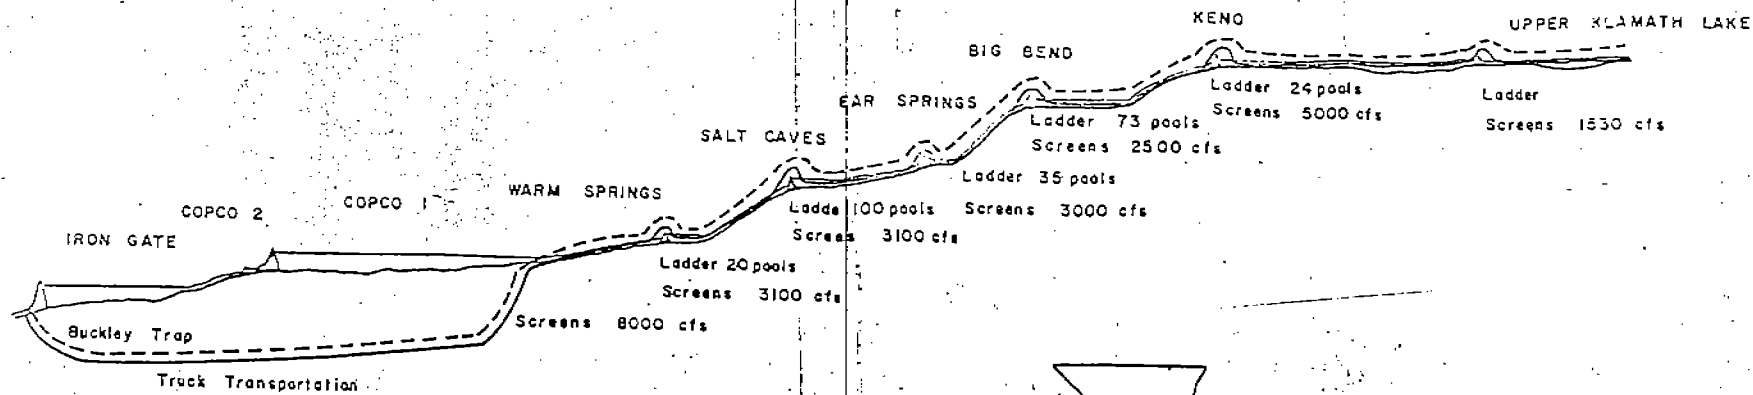 KENO
UPPER KLAMATH LAKE
BIG BEND
EAR SPRINGS
SALT CAVES
WARM SPRINGS
COPCO 1
COPCO 2
IRON GATE
Ladder 24 pools
Screens 5000 cfs
Ladder
Screens 1530 cfs
Ladder 73 pools
Screens 2500 cfs
Ladder 35 pools
Screens 3000 cfs
Ladde 100 pools
Screens 3100 cfs
Ladder 20 pools
Screens 3100 cfs
Screens 8000 cfs
Buckley Trap
Truck Transportation